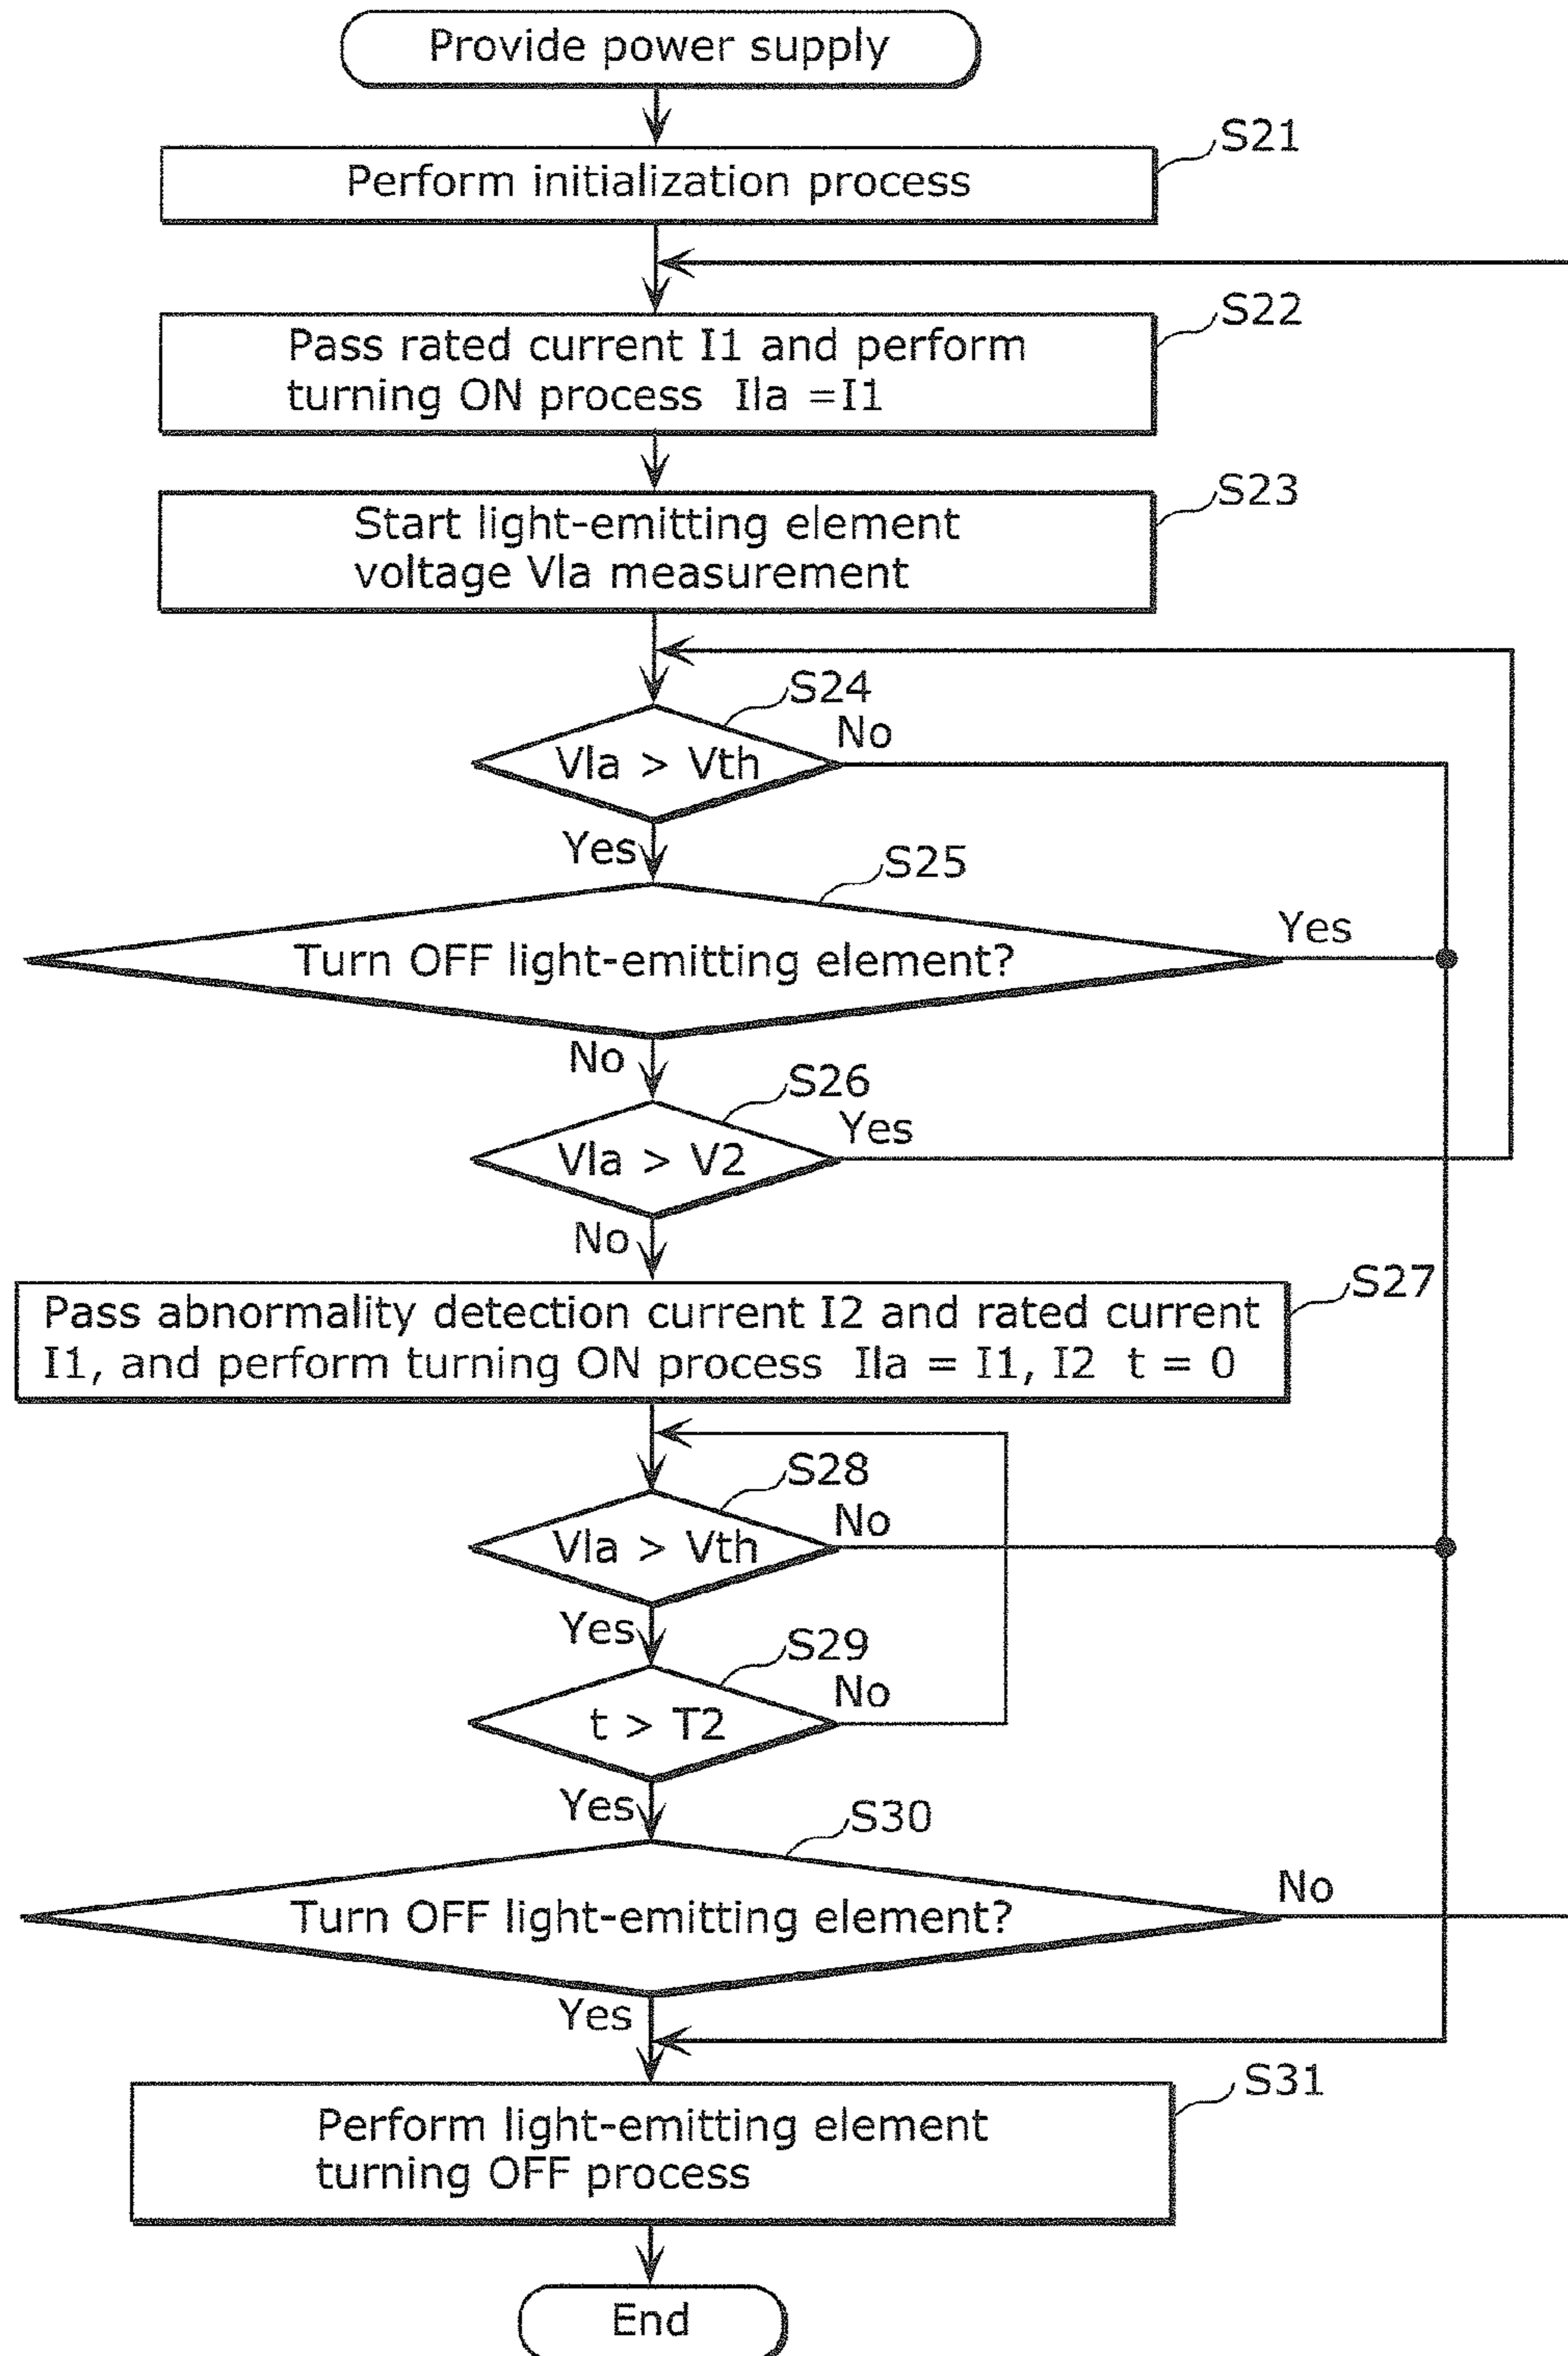 Provide power supply
S21
Perform initialization process
S22
Pass rated current I1 and perform
turning ON process Ila =I1
S23
Start light-emitting element
voltage Vla measurement
S24
No
Vla > Vth
Yes
S25
Yes
Turn OFF light-emitting element?
No
S26
Yes
Vla > V2
No
S27
Pass abnormality detection current I2 and rated current
I1, and perform turning ON process Ila = I1, I2 t = 0
S28
No
Vla > Vth
Yes
S29
No
t > T2
Yes
S30
No
Turn OFF light-emitting element?
Yes
S31
Perform light-emitting element
turning OFF process
End